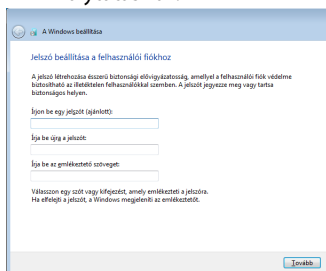 A Windows beállítása
Jelszó beállítása a felhasználói fiókhoz
A jelszó létrehozása ésszerű biztonsági elővigyázatosság, amellyel a felhasználói fiók védelme
biztosítható az illetéktelen felhasználókkal szemben. A jelszót jegyezze meg vagy tartsa
biztonságos helyen.
Írjon be egy jelszót (ajánlott):
Írja be újra a jelszót:
Írja be az emlékeztető szöveget:
Válasszon egy szót vagy kifejezést, amely emlékezteti a jelszóra.
Ha elfelejti a jelszót, a Windows megjeleníti az emlékeztetőt.
Tovább